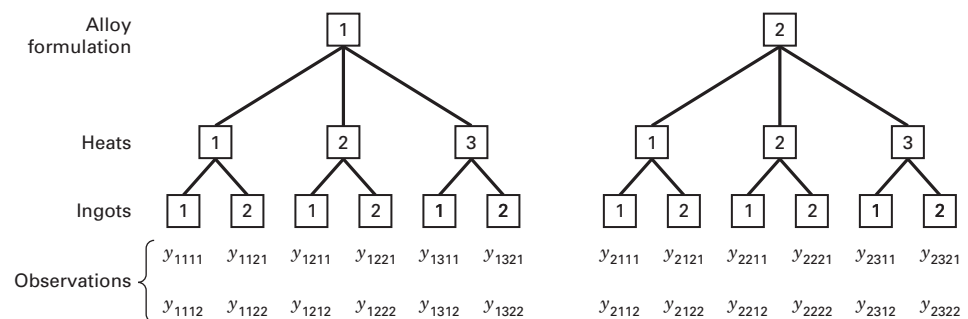 Alloy
formulation
1 2
Heats 1 2 3 1 2 3
Ingots 1 2 1 2 1 2 1 2 1 2 1 2
y1111 y1121 y1211 y1221 y1311 y1321 y2111 y2121 y2211 y2221 y2311 y2321
Observations
y1112 y1122 y1212 y1222 y1312 y1322 y2112 y2122 y2212 y2222 y2312 y2322